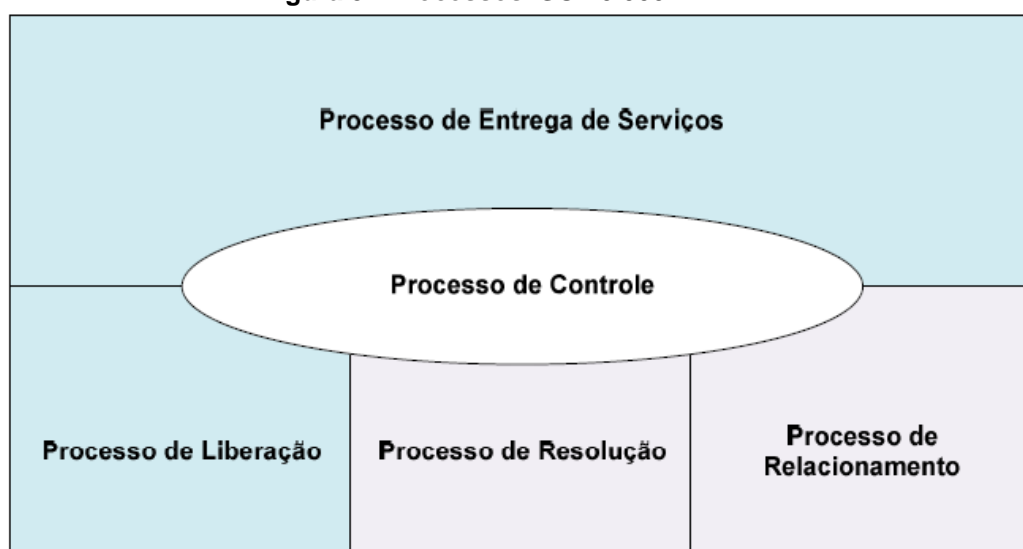 Processo de Entrega de Serviços
Processo de Controle
Processo de Liberação
Processo de Resolução
Processo de
Relacionamento